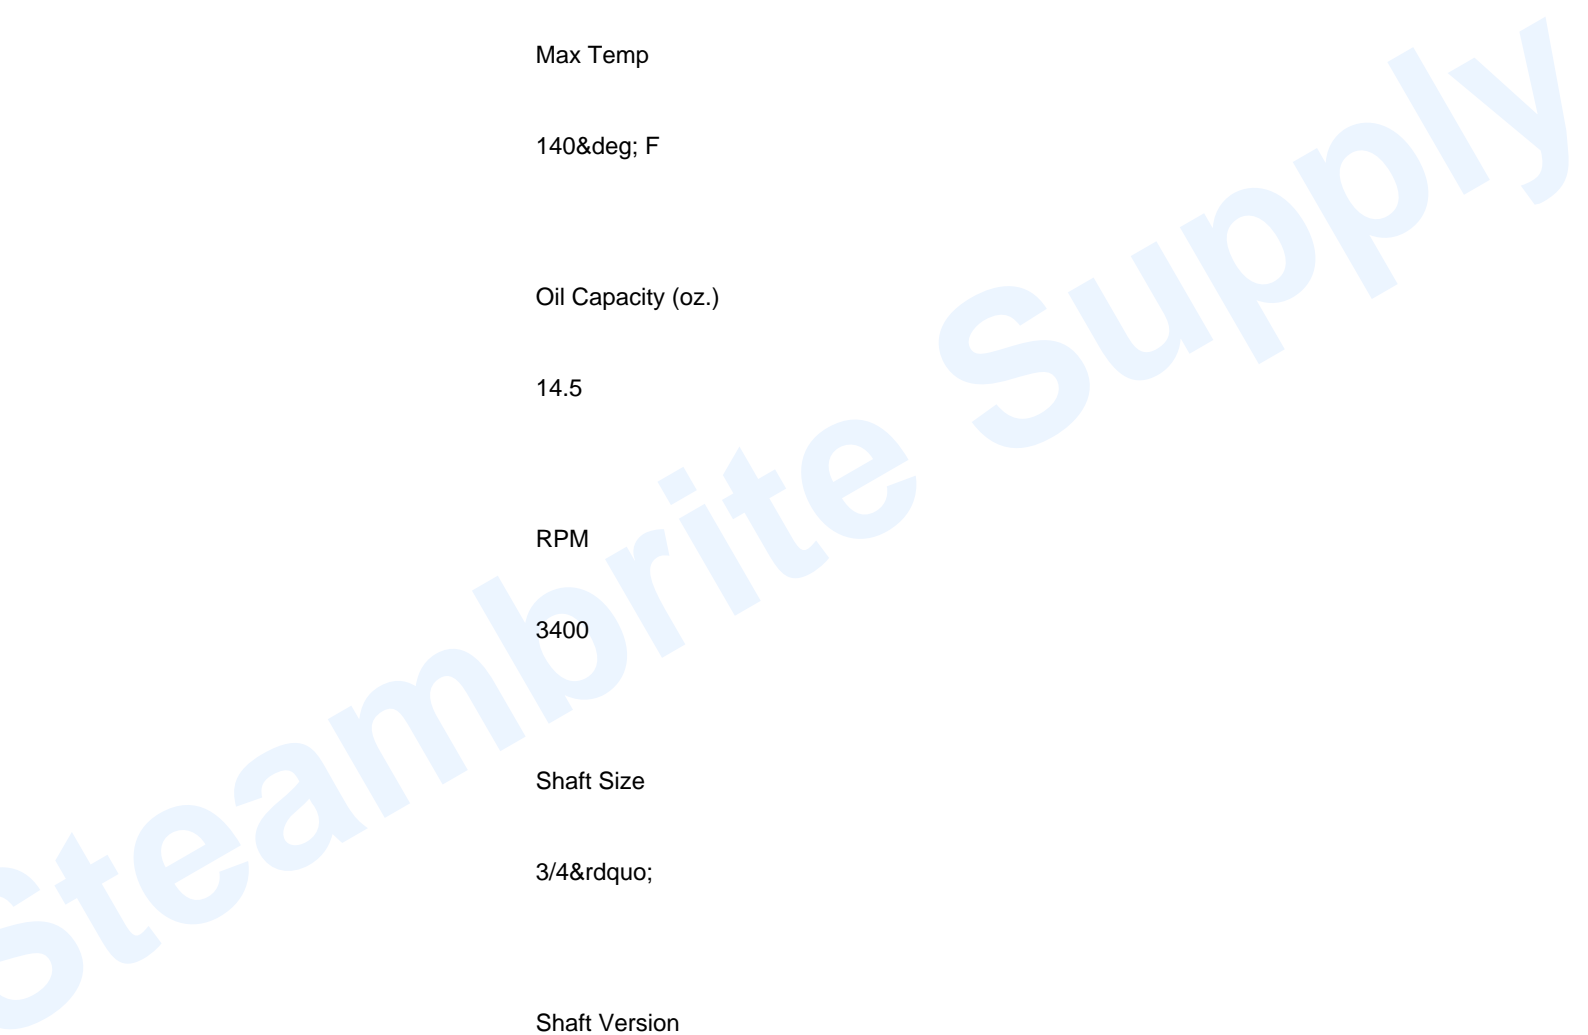 Max Temp
140&deg; F
Oil Capacity (oz.)
14.5
RPM
3400
Shaft Size
3/4&rdquo;
Shaft Version
Steambrite Supply